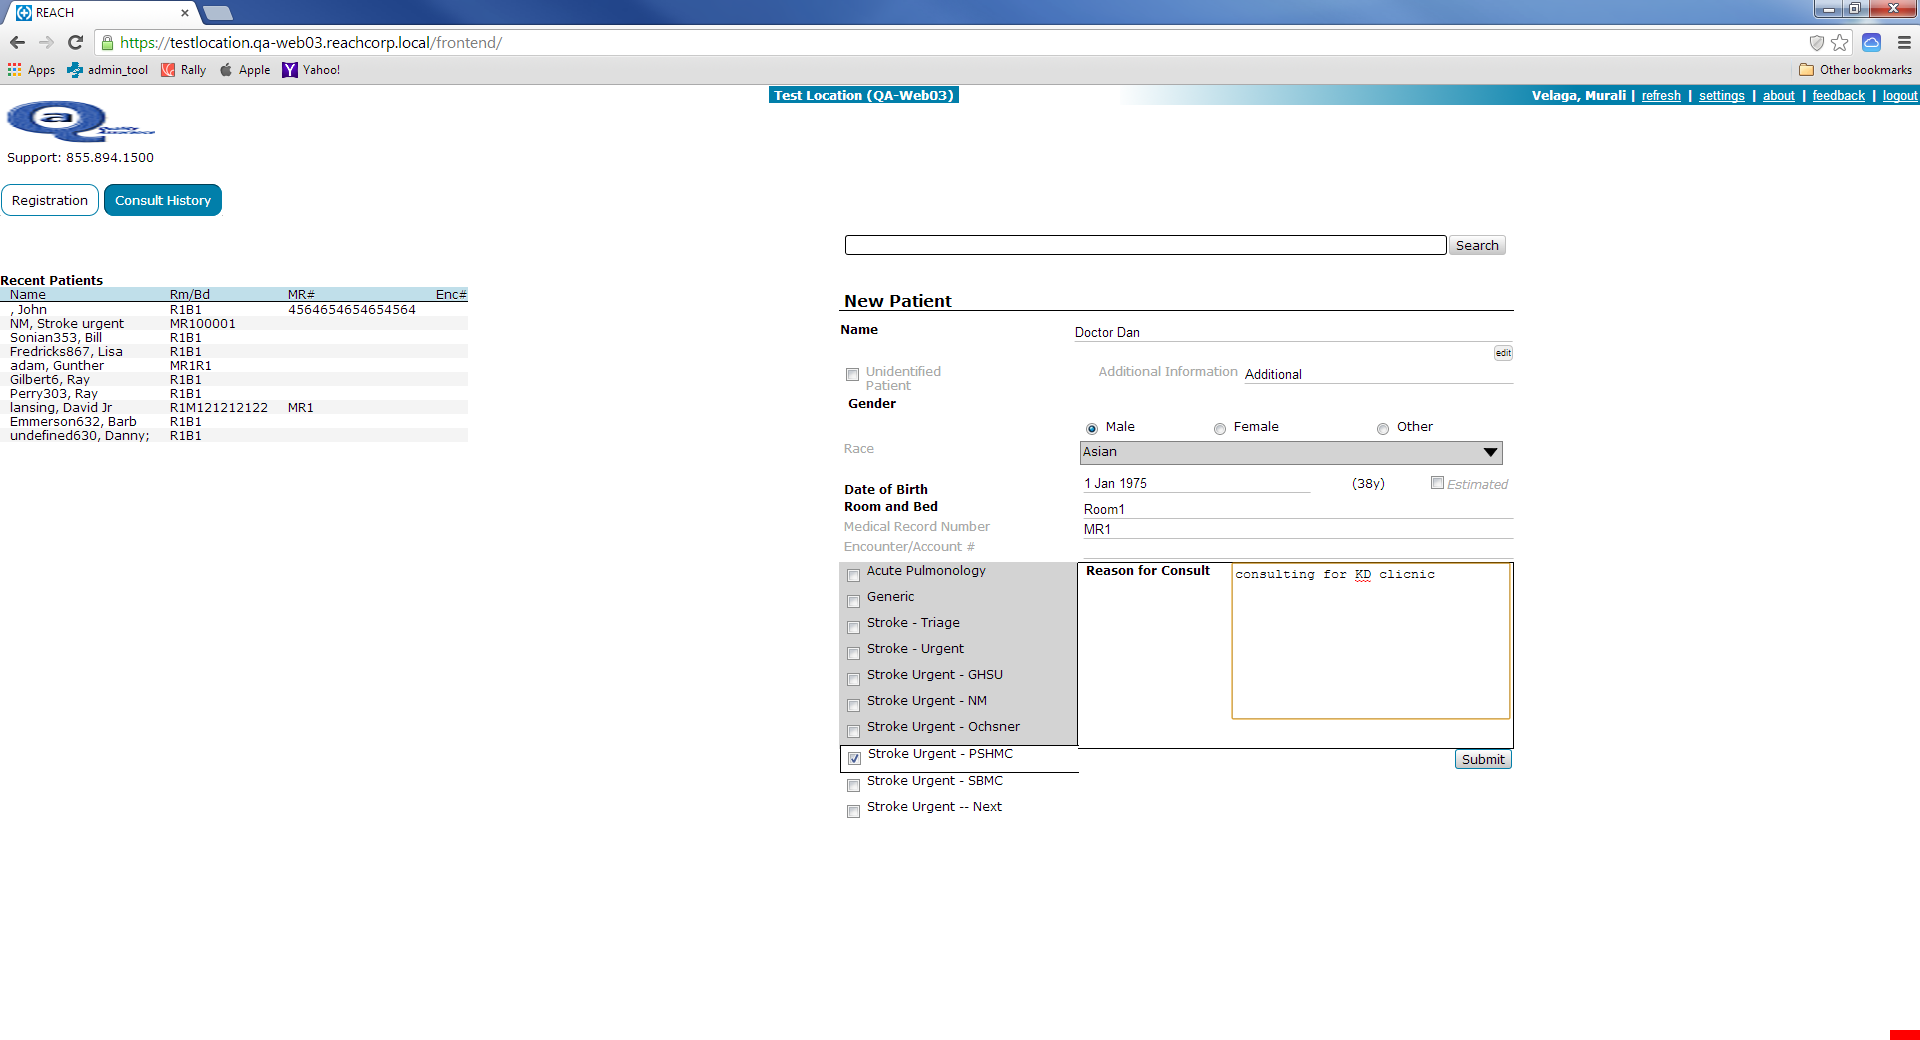 REACH
https://testlocation.qa-web03.reachcorp.local/frontend/
Apps admin_tool Rally Apple Yahoo! Other bookmarks
Test Location (QA-Web03) Velaga, Murali | refresh | settings | about | feedback | logout
Qa Quality Assurance
Support: 855.894.1500
Registration Consult History
Search
Recent Patients
Name Rm/Bd MR# Enc#
, John R1B1 4564654654654564
NM, Stroke urgent MR100001
Sonian353, Bill R1B1
Fredricks867, Lisa R1B1
adam, Gunther MR1R1
Gilbert6, Ray R1B1
Perry303, Ray R1B1
lansing, David Jr R1M121212122 MR1
Emmerson632, Barb R1B1
undefined630, Danny; R1B1
New Patient
Name Doctor Dan
edit
Unidentified Patient Additional Information Additional
Gender
Male Female Other
Race Asian
Date of Birth 1 Jan 1975 (38y) Estimated
Room and Bed Room1
Medical Record Number MR1
Encounter/Account #
Acute Pulmonology
Generic
Stroke - Triage
Stroke - Urgent
Stroke Urgent - GHSU
Stroke Urgent - NM
Stroke Urgent - Ochsner
Stroke Urgent - PSHMC
Stroke Urgent - SBMC
Stroke Urgent -- Next
Reason for Consult consulting for KD clicnic
Submit